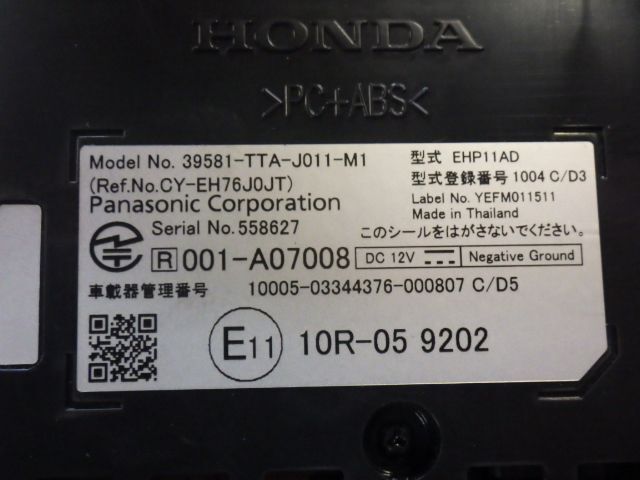 HONDA
>PC+ABS<
Model No. 39581-TTA-J011-M1
(Ref.No.CY-EH76J0JT)
Panasonic Corporation
Serial No.558627
型式 EHP11AD
型式登録番号 1004 C/D3
Label No. YEFM011511
Made in Thailand
このシールをはがさないでください。
R 001-A07008
DC 12V Negative Ground
車載器管理番号 10005-03344376-000807 C/D5
E11 10R-05 9202